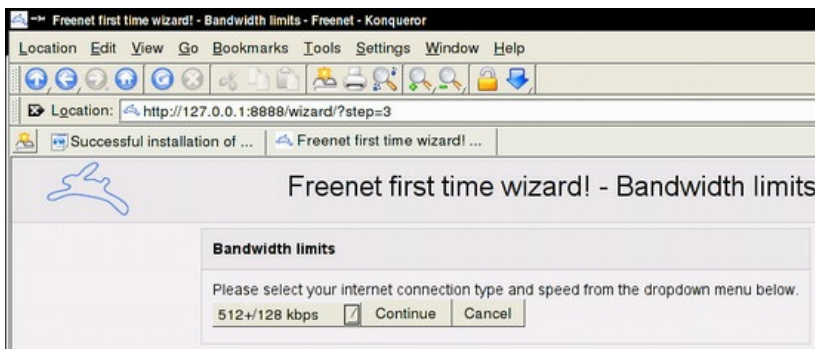 Freenet first time wizard! - Bandwidth limits - Freenet - Konqueror
Location Edit View Go Bookmarks Tools Settings Window Help
Location: http://127.0.0.1:8888/wizard/?step=3
Successful installation of ... Freenet first time wizard! ...
Freenet first time wizard! - Bandwidth limits
Bandwidth limits
Please select your internet connection type and speed from the dropdown menu below.
512+/128 kbps Continue Cancel